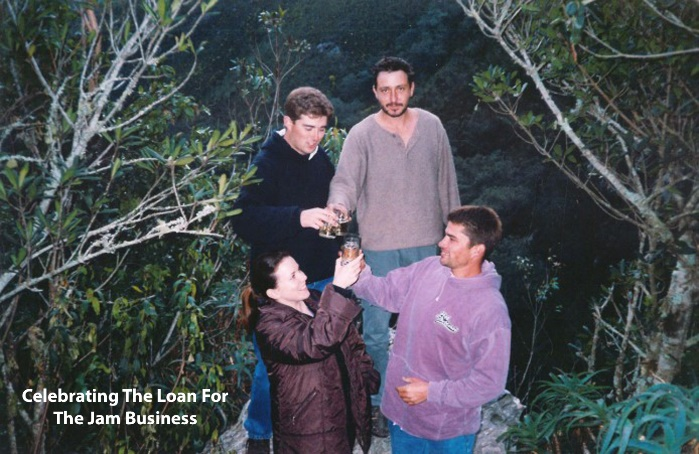 Celebrating The Loan For
The Jam Business